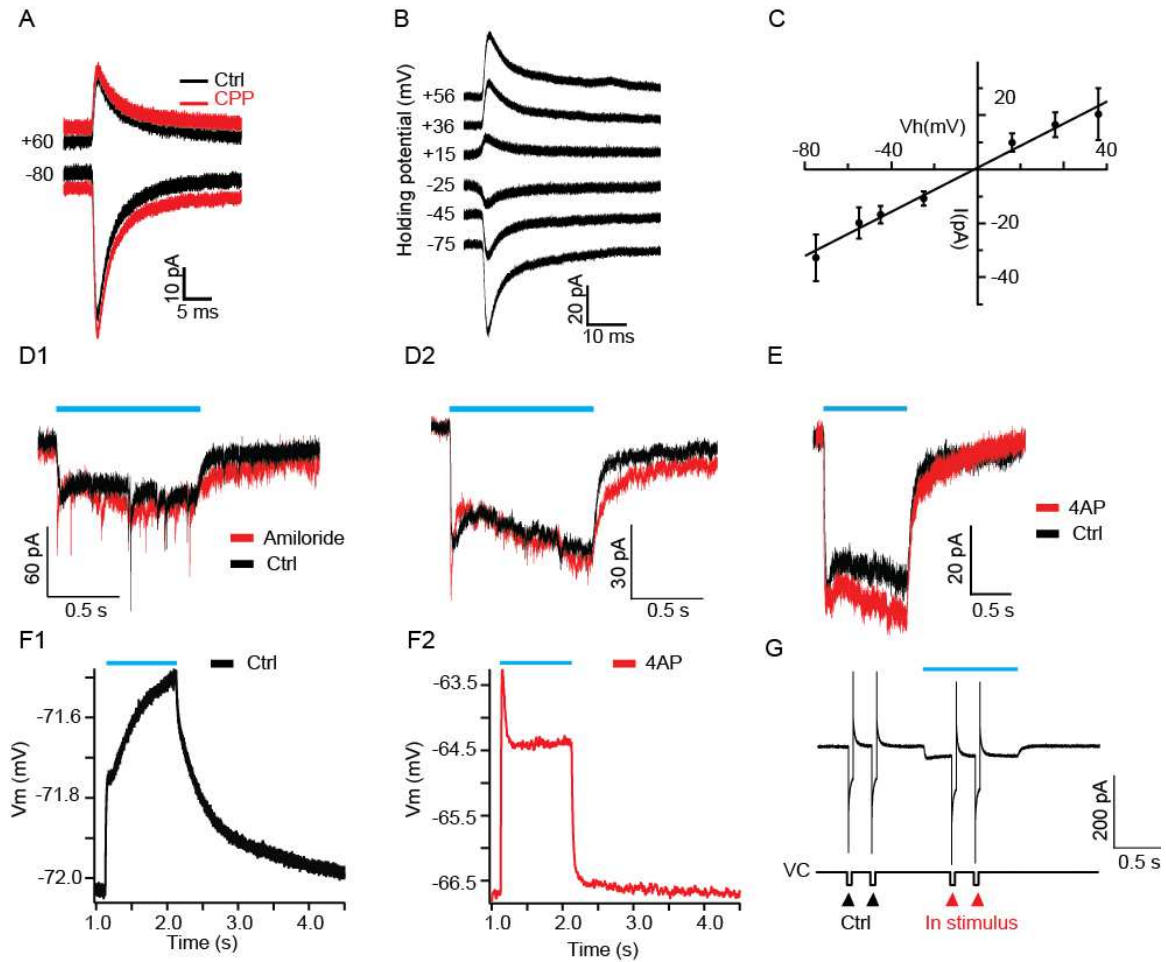 A
Ctrl
CPP
+60
-80
10 pA
5 ms
B
Holding potential (mV)
+56
+36
+15
-25
-45
-75
20 pA
10 ms
C
20
Vh(mV)
-80
-40
40
-20
I(pA)
-40
D1
Amiloride
Ctrl
60 pA
0.5 s
D2
30 pA
0.5 s
E
4AP
Ctrl
20 pA
0.5 s
F1
Ctrl
Vm (mV)
-71.6
-71.8
-72.0
1.0 2.0 3.0 4.0
Time (s)
F2
4AP
Vm (mV)
-63.5
-64.5
-65.5
-66.5
1.0 2.0 3.0 4.0
Time (s)
G
200 pA
0.5 s
VC
Ctrl
In stimulus